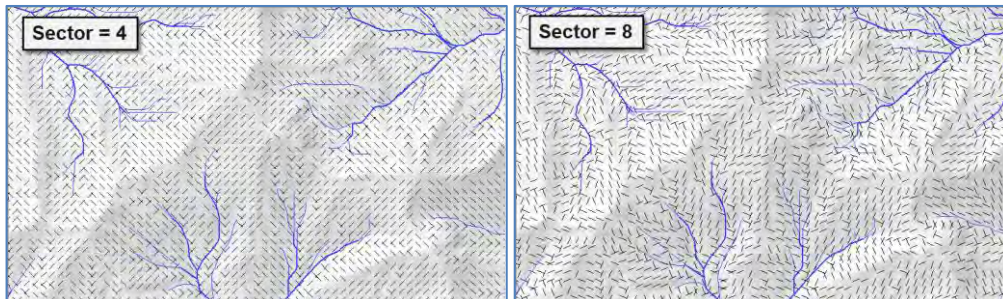 Sector = 4
Sector = 8